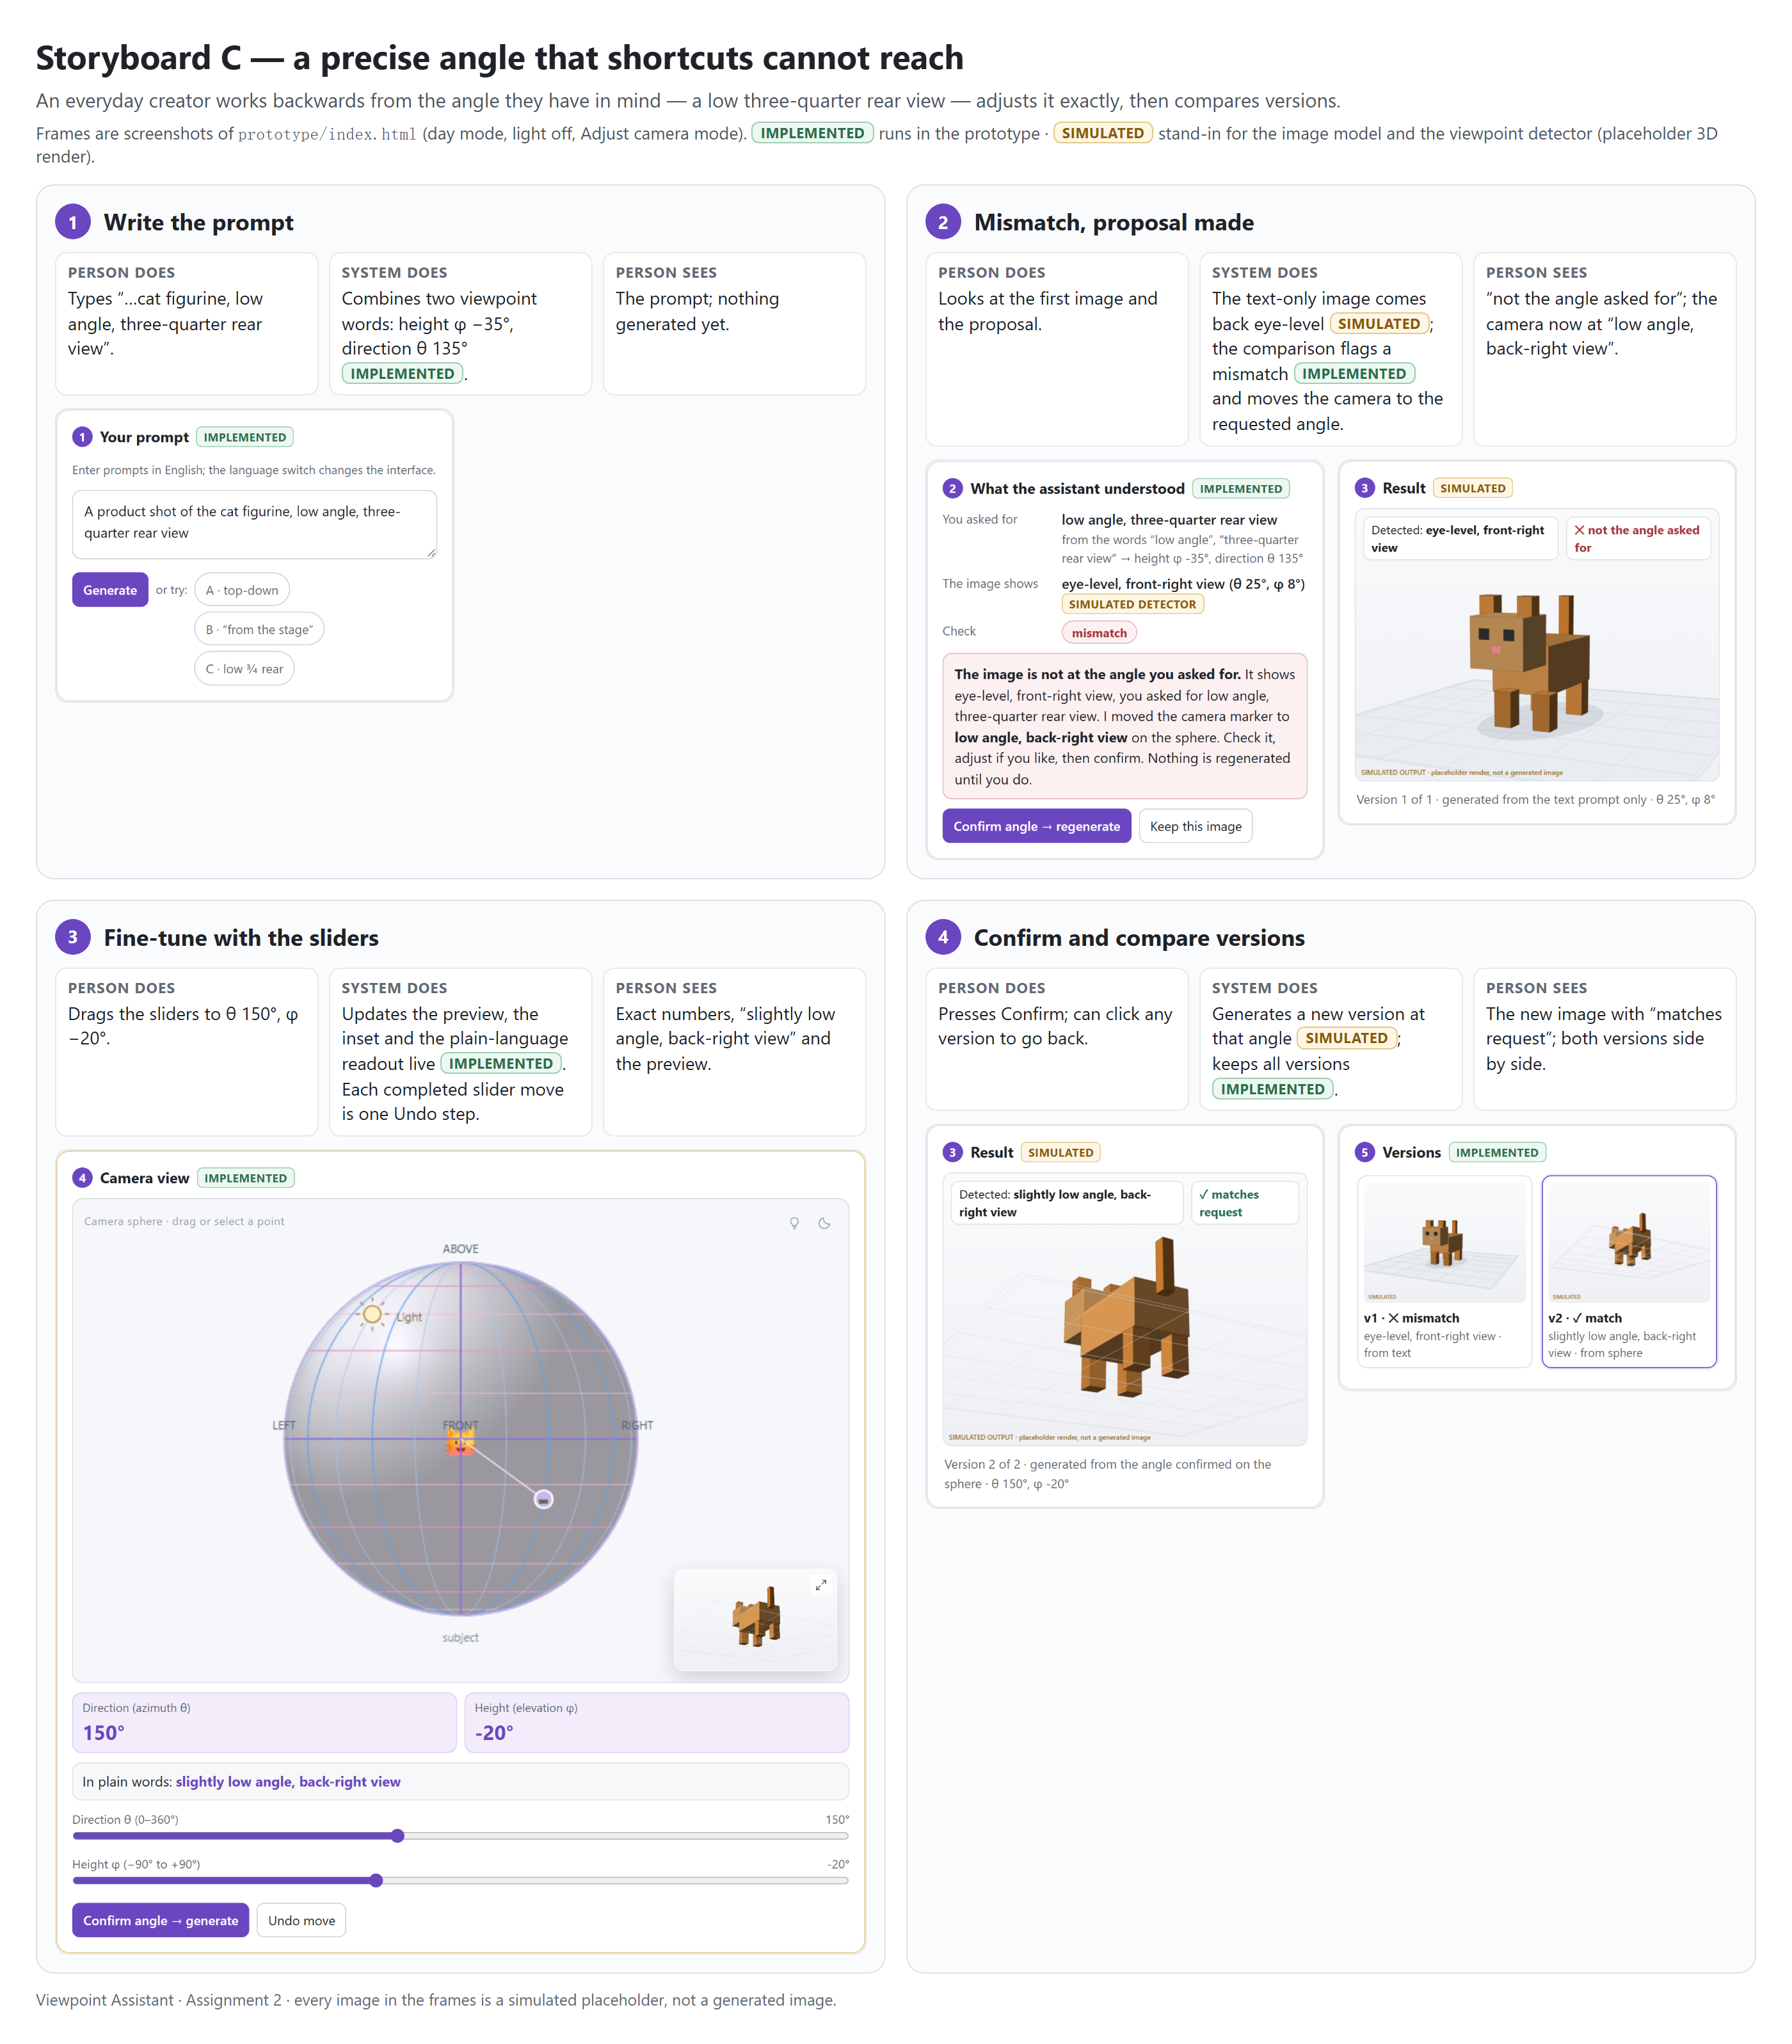 Storyboard C — a precise angle that shortcuts cannot reach
An everyday creator works backwards from the angle they have in mind — a low three-quarter rear view — adjusts it exactly, then compares versions.
Frames are screenshots of prototype/index.html (day mode, light off, Adjust camera mode). IMPLEMENTED runs in the prototype · SIMULATED stand-in for the image model and the viewpoint detector (placeholder 3D
render).
1 Write the prompt
PERSON DOES
Types “…cat figurine, low
angle, three-quarter rear
view”.
SYSTEM DOES
Combines two viewpoint
words: height φ −35°,
direction θ 135°
IMPLEMENTED.
PERSON SEES
The prompt; nothing
generated yet.
1 Your prompt IMPLEMENTED
Enter prompts in English; the language switch changes the interface.
A product shot of the cat figurine, low angle, three-
quarter rear view
Generate or try: A · top-down
B · “from the stage”
C · low ¾ rear
2 Mismatch, proposal made
PERSON DOES
Looks at the first image and
the proposal.
SYSTEM DOES
The text-only image comes
back eye-level SIMULATED;
the comparison flags a
mismatch IMPLEMENTED
and moves the camera to the
requested angle.
PERSON SEES
“not the angle asked for”; the
camera now at “low angle,
back-right view”.
2 What the assistant understood IMPLEMENTED
You asked for low angle, three-quarter rear view
from the words “low angle”, “three-quarter
rear view” → height φ -35°, direction θ 135°
The image shows eye-level, front-right view (θ 25°, φ 8°)
SIMULATED DETECTOR
Check mismatch
The image is not at the angle you asked for. It shows
eye-level, front-right view, you asked for low angle,
three-quarter rear view. I moved the camera marker to
low angle, back-right view on the sphere. Check it,
adjust if you like, then confirm. Nothing is regenerated
until you do.
Confirm angle → regenerate Keep this image
3 Result SIMULATED
Detected: eye-level, front-right
view
✕ not the angle asked
for
SIMULATED OUTPUT · placeholder render, not a generated image
Version 1 of 1 · generated from the text prompt only · θ 25°, φ 8°
3 Fine-tune with the sliders
PERSON DOES
Drags the sliders to θ 150°, φ
−20°.
SYSTEM DOES
Updates the preview, the
inset and the plain-language
readout live IMPLEMENTED.
Each completed slider move
is one Undo step.
PERSON SEES
Exact numbers, “slightly low
angle, back-right view” and
the preview.
4 Camera view IMPLEMENTED
Camera sphere · drag or select a point
ABOVE
Light
LEFT FRONT RIGHT
subject
Direction (azimuth θ)
150°
Height (elevation φ)
-20°
In plain words: slightly low angle, back-right view
Direction θ (0–360°) 150°
Height φ (−90° to +90°) -20°
Confirm angle → generate Undo move
4 Confirm and compare versions
PERSON DOES
Presses Confirm; can click any
version to go back.
SYSTEM DOES
Generates a new version at
that angle SIMULATED;
keeps all versions
IMPLEMENTED.
PERSON SEES
The new image with “matches
request”; both versions side
by side.
3 Result SIMULATED
Detected: slightly low angle, back-
right view
✓ matches
request
SIMULATED OUTPUT · placeholder render, not a generated image
Version 2 of 2 · generated from the angle confirmed on the
sphere · θ 150°, φ -20°
5 Versions IMPLEMENTED
SIMULATED
v1 · ✕ mismatch
eye-level, front-right view ·
from text
SIMULATED
v2 · ✓ match
slightly low angle, back-right
view · from sphere
Viewpoint Assistant · Assignment 2 · every image in the frames is a simulated placeholder, not a generated image.